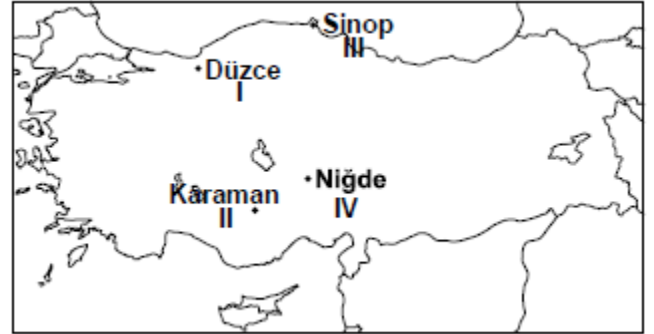 Sinop
III
Düzce
I
Niğde
IV
Karaman
II